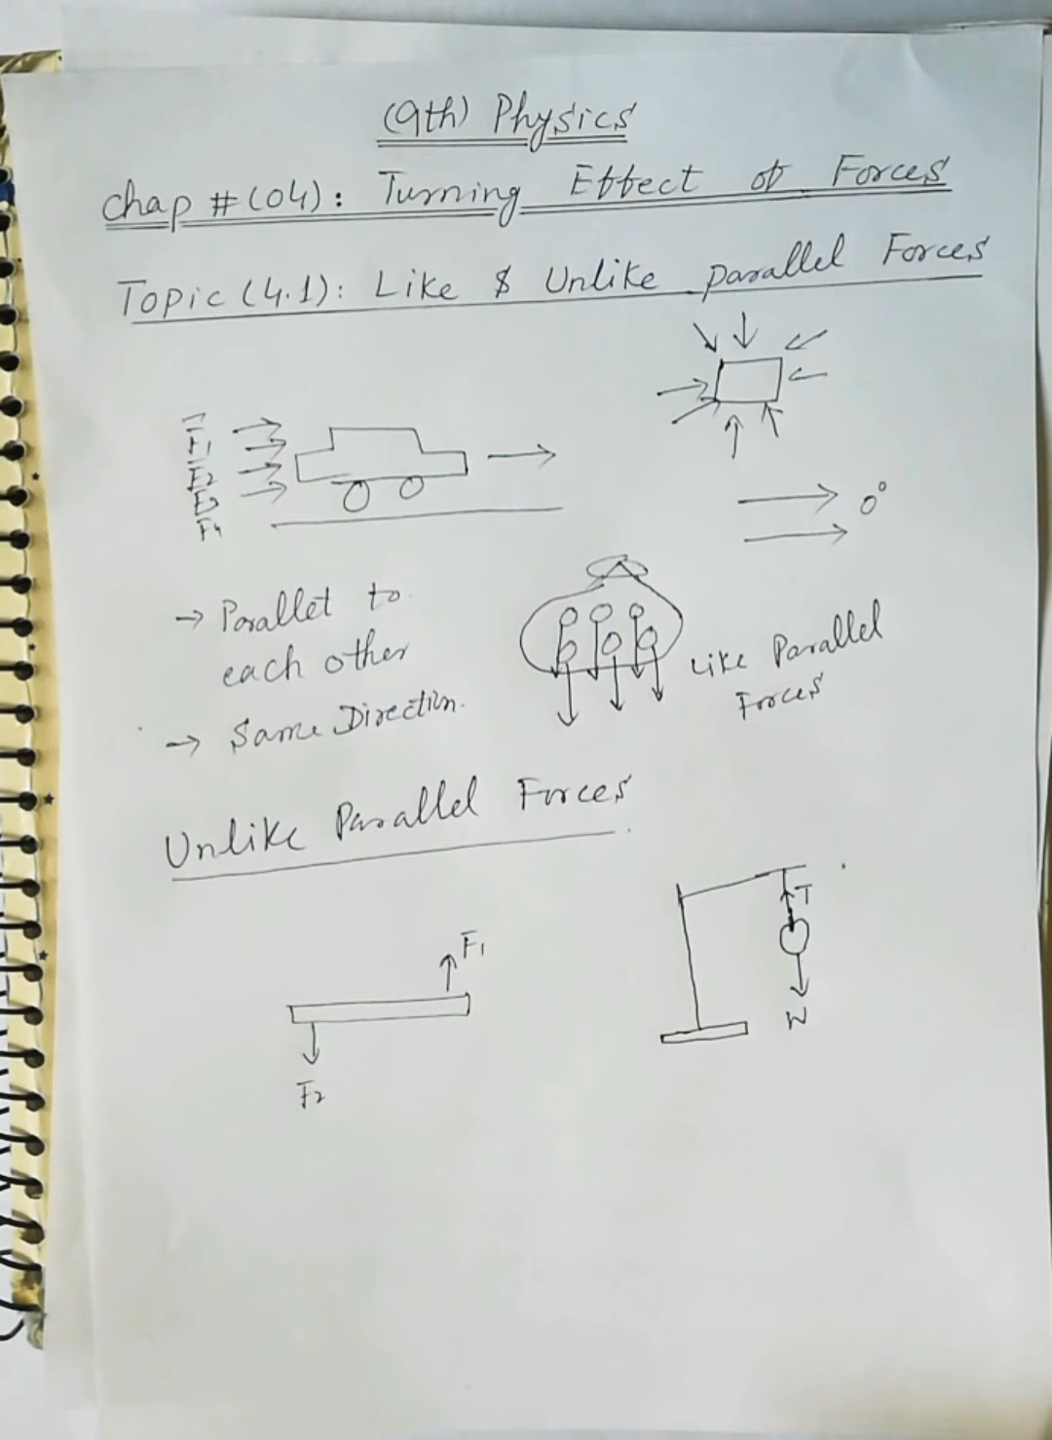 (9th) Physics
Chap # (04): Turning Effect of Forces
Topic (4.1): Like & Unlike parallel Forces
F1
F2
F3
F4
0°
→ Parallel to
each other
→ Same Direction.
Like Parallel
Forces
Unlike Parallel Forces
T
F1
W
F2